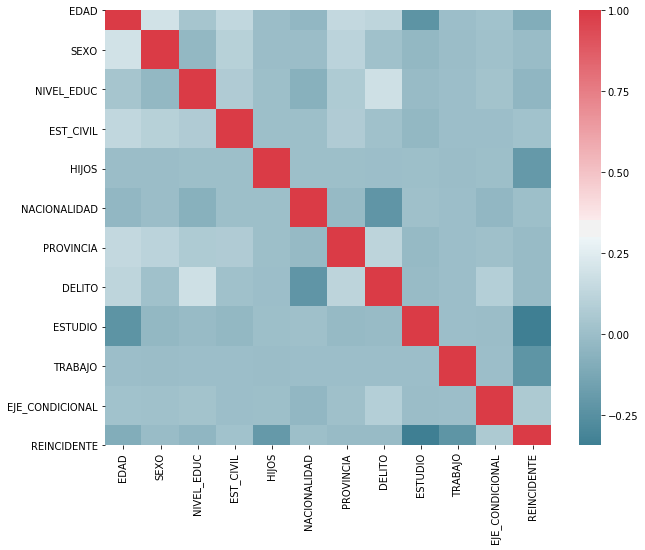 EDAD
SEXO
NIVEL_EDUC
EST_CIVIL
HIJOS
NACIONALIDAD
PROVINCIA
DELITO
ESTUDIO
TRABAJO
EJE_CONDICIONAL
REINCIDENTE
EDAD
SEXO
NIVEL_EDUC
EST_CIVIL
HIJOS
NACIONALIDAD
PROVINCIA
DELITO
ESTUDIO
TRABAJO
EJE_CONDICIONAL
REINCIDENTE
1.00
0.75
0.50
0.25
0.00
−0.25